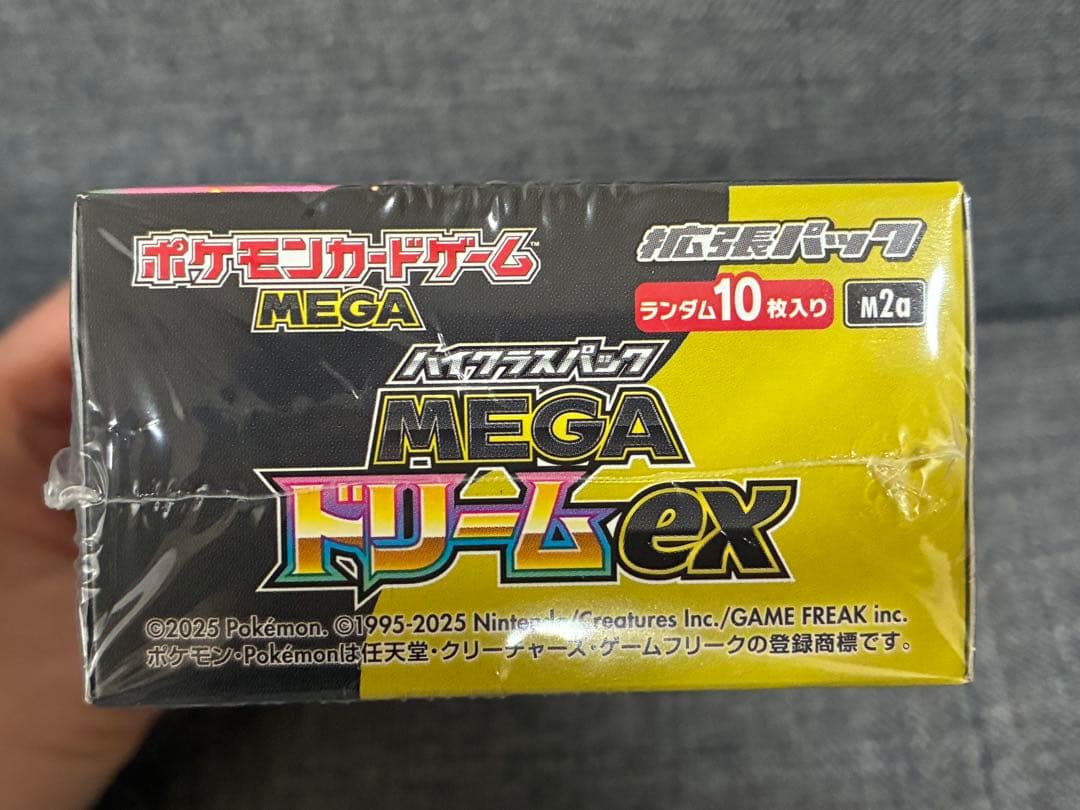 ポケモンカードゲーム™
MEGA
拡張パック
ランダム10枚入り
M2a
ハイクラスパック
MEGA
ドリームex
©2025 Pokémon. ©1995-2025 Nintendo/Creatures Inc./GAME FREAK inc.
ポケモン・Pokémonは任天堂・クリーチャーズ・ゲームフリークの登録商標です。